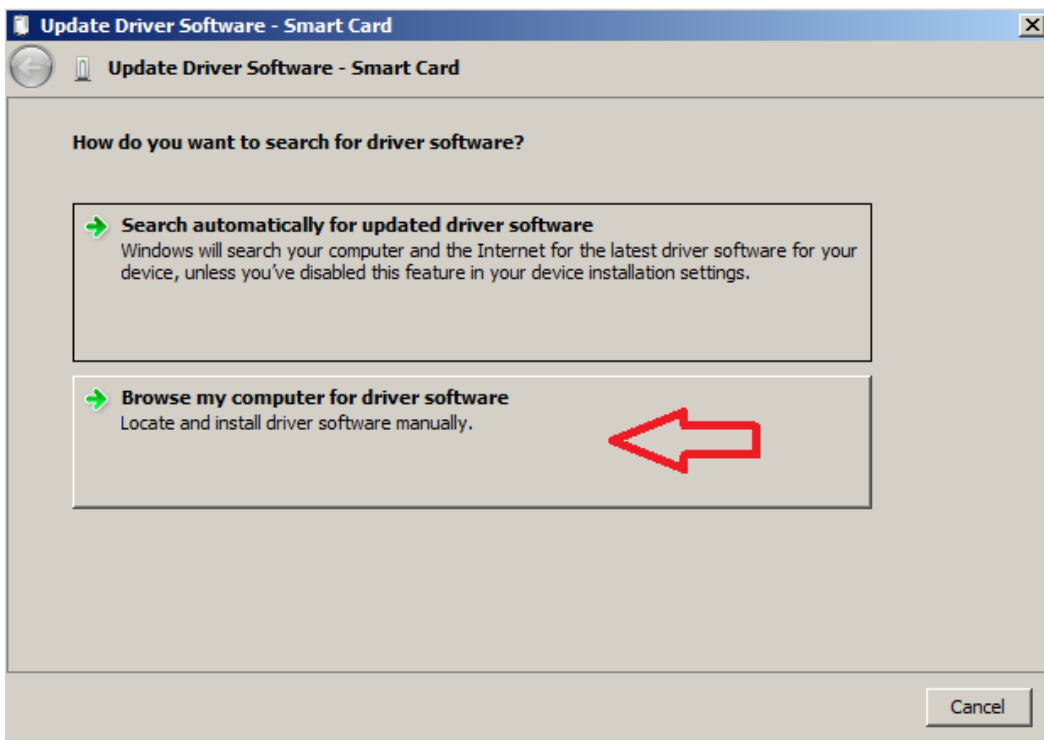 Update Driver Software - Smart Card
Update Driver Software - Smart Card
How do you want to search for driver software?
Search automatically for updated driver software
Windows will search your computer and the Internet for the latest driver software for your
device, unless you've disabled this feature in your device installation settings.
Browse my computer for driver software
Locate and install driver software manually.
Cancel